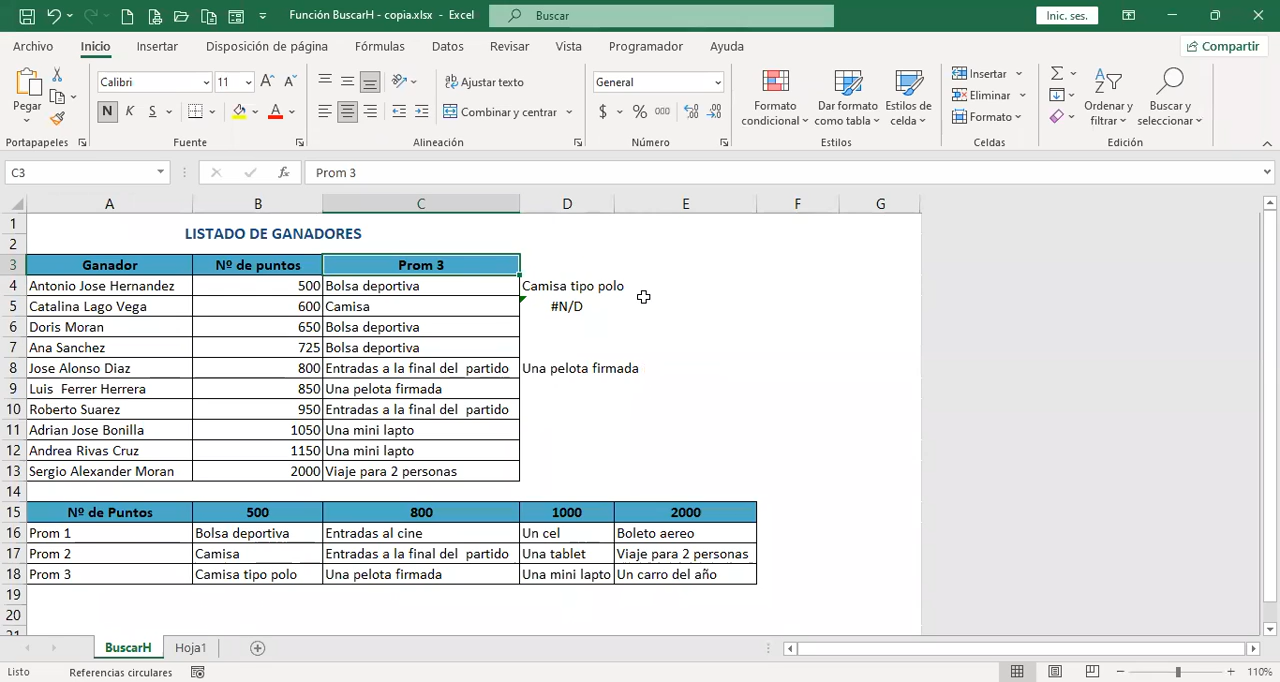 Función BuscarH - copia.xlsx - Excel
Buscar
Inic. ses.
Archivo Inicio Insertar Disposición de página Fórmulas Datos Revisar Vista Programador Ayuda Compartir
Pegar
Calibri 11 A A
N K S A
Ajustar texto
Combinar y centrar
General
$ % 000
Formato condicional
Dar formato como tabla
Estilos de celda
Insertar
Eliminar
Formato
Ordenar y filtrar
Buscar y seleccionar
Portapapeles Fuente Alineación Número Estilos Celdas Edición
C3 fx Prom 3
A B C D E F G
1 LISTADO DE GANADORES
2
3 Ganador Nº de puntos Prom 3
4 Antonio Jose Hernandez 500 Bolsa deportiva Camisa tipo polo
5 Catalina Lago Vega 600 Camisa #N/D
6 Doris Moran 650 Bolsa deportiva
7 Ana Sanchez 725 Bolsa deportiva
8 Jose Alonso Diaz 800 Entradas a la final del partido Una pelota firmada
9 Luis Ferrer Herrera 850 Una pelota firmada
10 Roberto Suarez 950 Entradas a la final del partido
11 Adrian Jose Bonilla 1050 Una mini lapto
12 Andrea Rivas Cruz 1150 Una mini lapto
13 Sergio Alexander Moran 2000 Viaje para 2 personas
14
15 Nº de Puntos 500 800 1000 2000
16 Prom 1 Bolsa deportiva Entradas al cine Un cel Boleto aereo
17 Prom 2 Camisa Entradas a la final del partido Una tablet Viaje para 2 personas
18 Prom 3 Camisa tipo polo Una pelota firmada Una mini lapto Un carro del año
19
20
21
BuscarH Hoja1
Listo Referencias circulares 110%